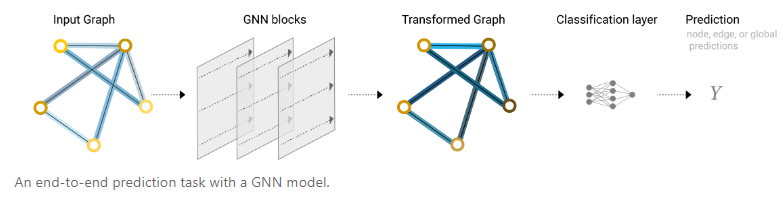 Input Graph
GNN blocks
Transformed Graph
Classification layer
Prediction
node, edge, or global
predictions
Y
An end-to-end prediction task with a GNN model.